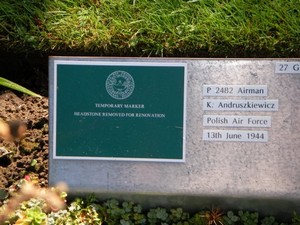 27 G
TEMPORARY MARKER
HEADSTONE REMOVED FOR RENOVATION
P 2482 Airman
K. Andruszkiewicz
Polish Air Force
13th June 1944